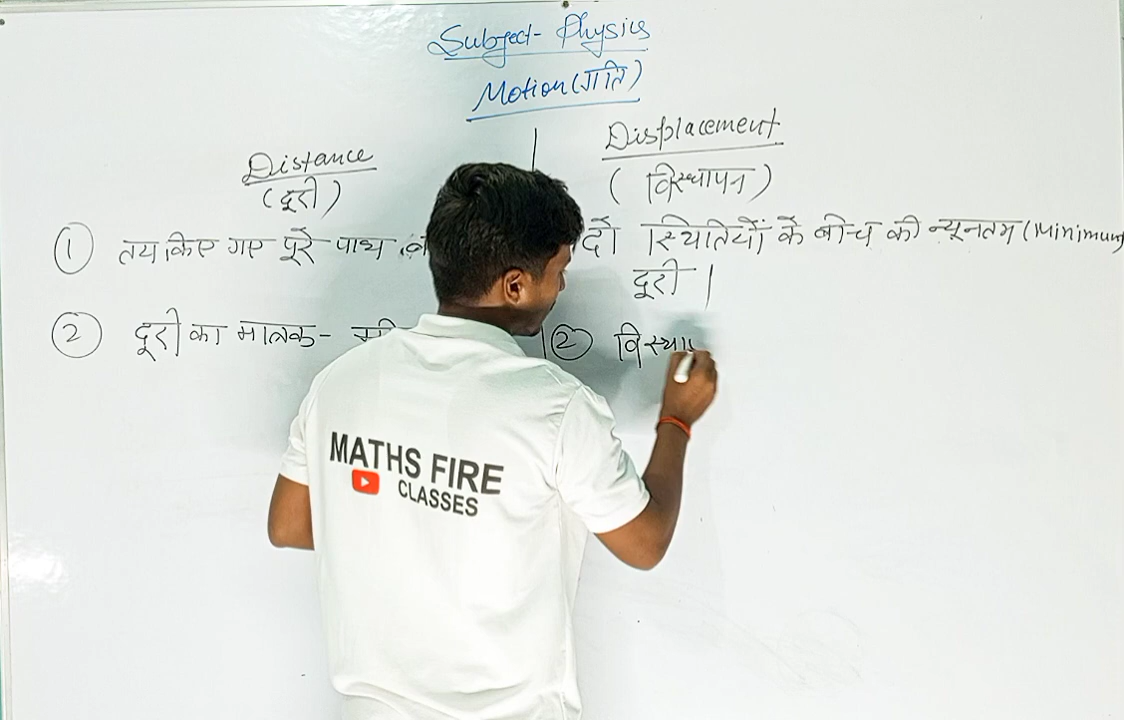 Subject- Physics
Motion (गति)
Distance
(दूरी)
Displacement
(विस्थापन)
① तय किए गए पूरे पाथ
दो स्थितियों के बीच की न्यूनतम (Minimum
दूरी |
② दूरी का मात्रक- मी
② विस्थाप
MATHS FIRE
CLASSES